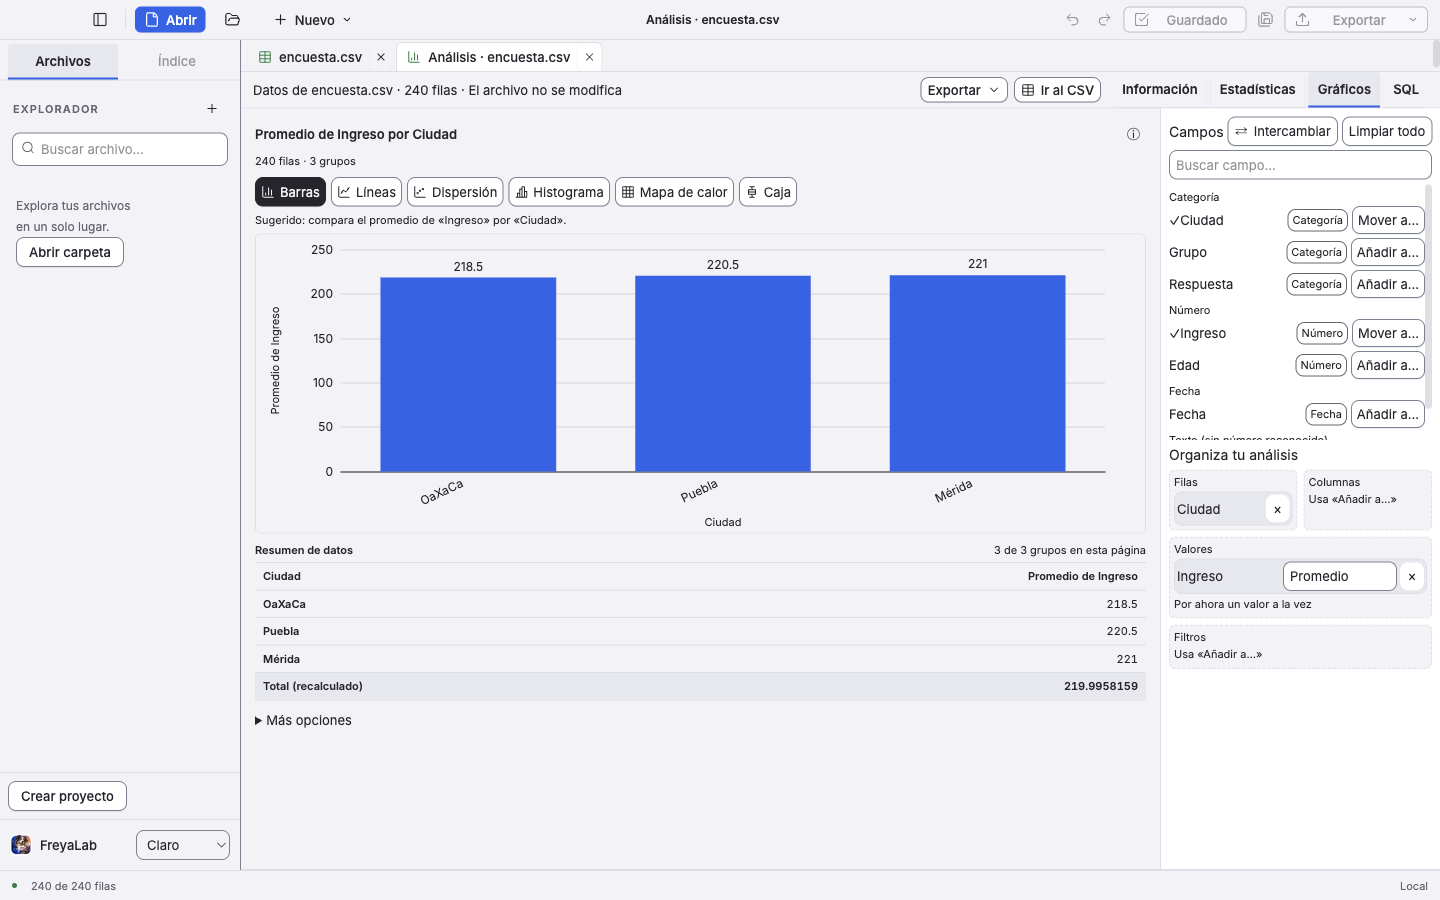 Abrir
Nuevo
Análisis · encuesta.csv
Guardado
Exportar
Archivos
Índice
EXPLORADOR
Buscar archivo...
Explora tus archivos
en un solo lugar.
Abrir carpeta
Crear proyecto
FreyaLab
Claro
encuesta.csv
Análisis · encuesta.csv
Datos de encuesta.csv · 240 filas · El archivo no se modifica
Exportar
Ir al CSV
Información
Estadísticas
Gráficos
SQL
Promedio de Ingreso por Ciudad
240 filas · 3 grupos
Barras
Líneas
Dispersión
Histograma
Mapa de calor
Caja
Sugerido: compara el promedio de «Ingreso» por «Ciudad».
250
200
150
100
50
0
Promedio de Ingreso
218.5
220.5
221
OaXaCa
Puebla
Mérida
Ciudad
Resumen de datos
3 de 3 grupos en esta página
Ciudad Promedio de Ingreso
OaXaCa 218.5
Puebla 220.5
Mérida 221
Total (recalculado) 219.9958159
Más opciones
Campos
Intercambiar
Limpiar todo
Buscar campo...
Categoría
✓Ciudad Categoría Mover a...
Grupo Categoría Añadir a...
Respuesta Categoría Añadir a...
Número
✓Ingreso Número Mover a...
Edad Número Añadir a...
Fecha
Fecha Fecha Añadir a...
Texto (sin número reconocido)
Organiza tu análisis
Filas
Ciudad ×
Columnas
Usa «Añadir a...»
Valores
Ingreso Promedio ×
Por ahora un valor a la vez
Filtros
Usa «Añadir a...»
240 de 240 filas
Local